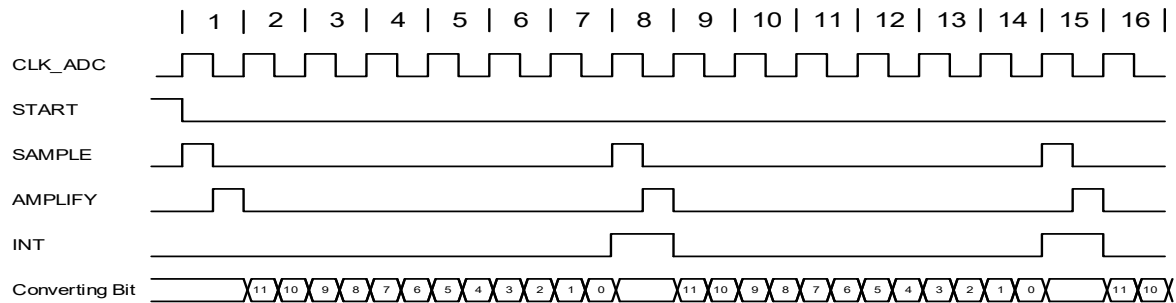 | 1 | 2 | 3 | 4 | 5 | 6 | 7 | 8 | 9 | 10 | 11 | 12 | 13 | 14 | 15 | 16 |
CLK_ADC
START
SAMPLE
AMPLIFY
INT
Converting Bit 11 10 9 8 7 6 5 4 3 2 1 0 11 10 9 8 7 6 5 4 3 2 1 0 11 10